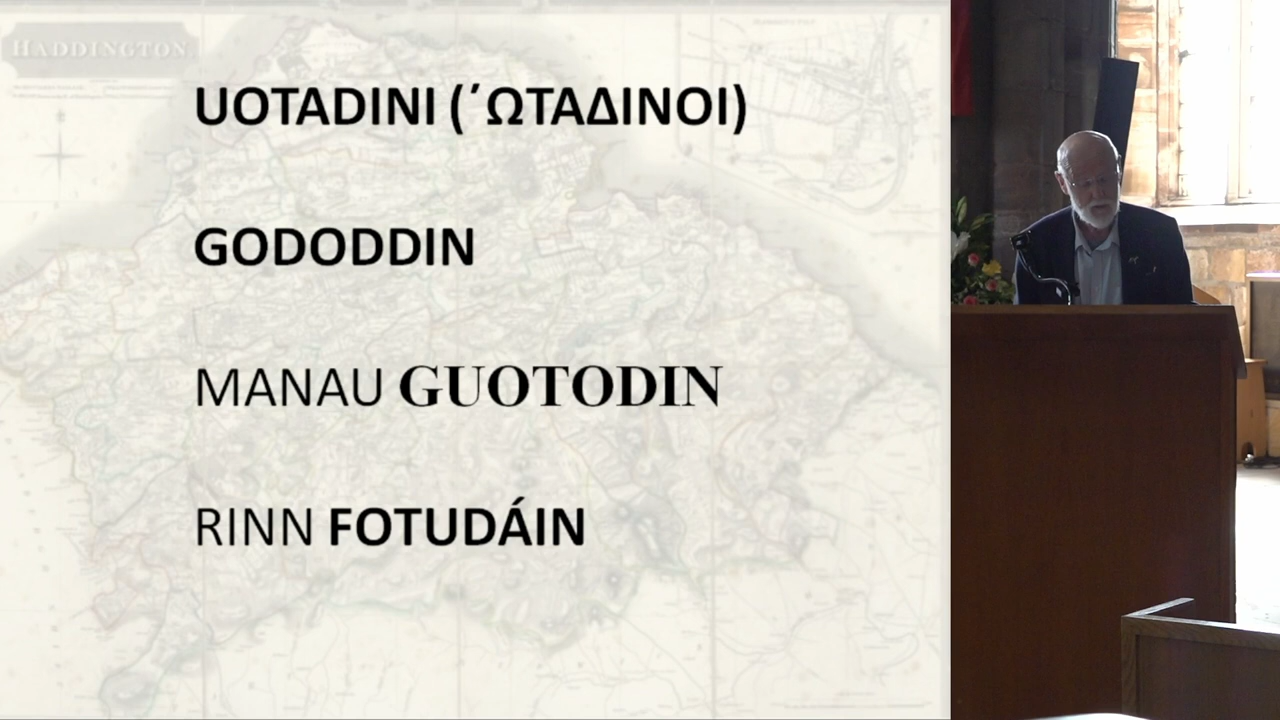 HADDINGTON
UOTADINI (΄ΩΤΑΔΙΝΟΙ)
GODODDIN
MANAU GUOTODIN
RINN FOTUDÁIN